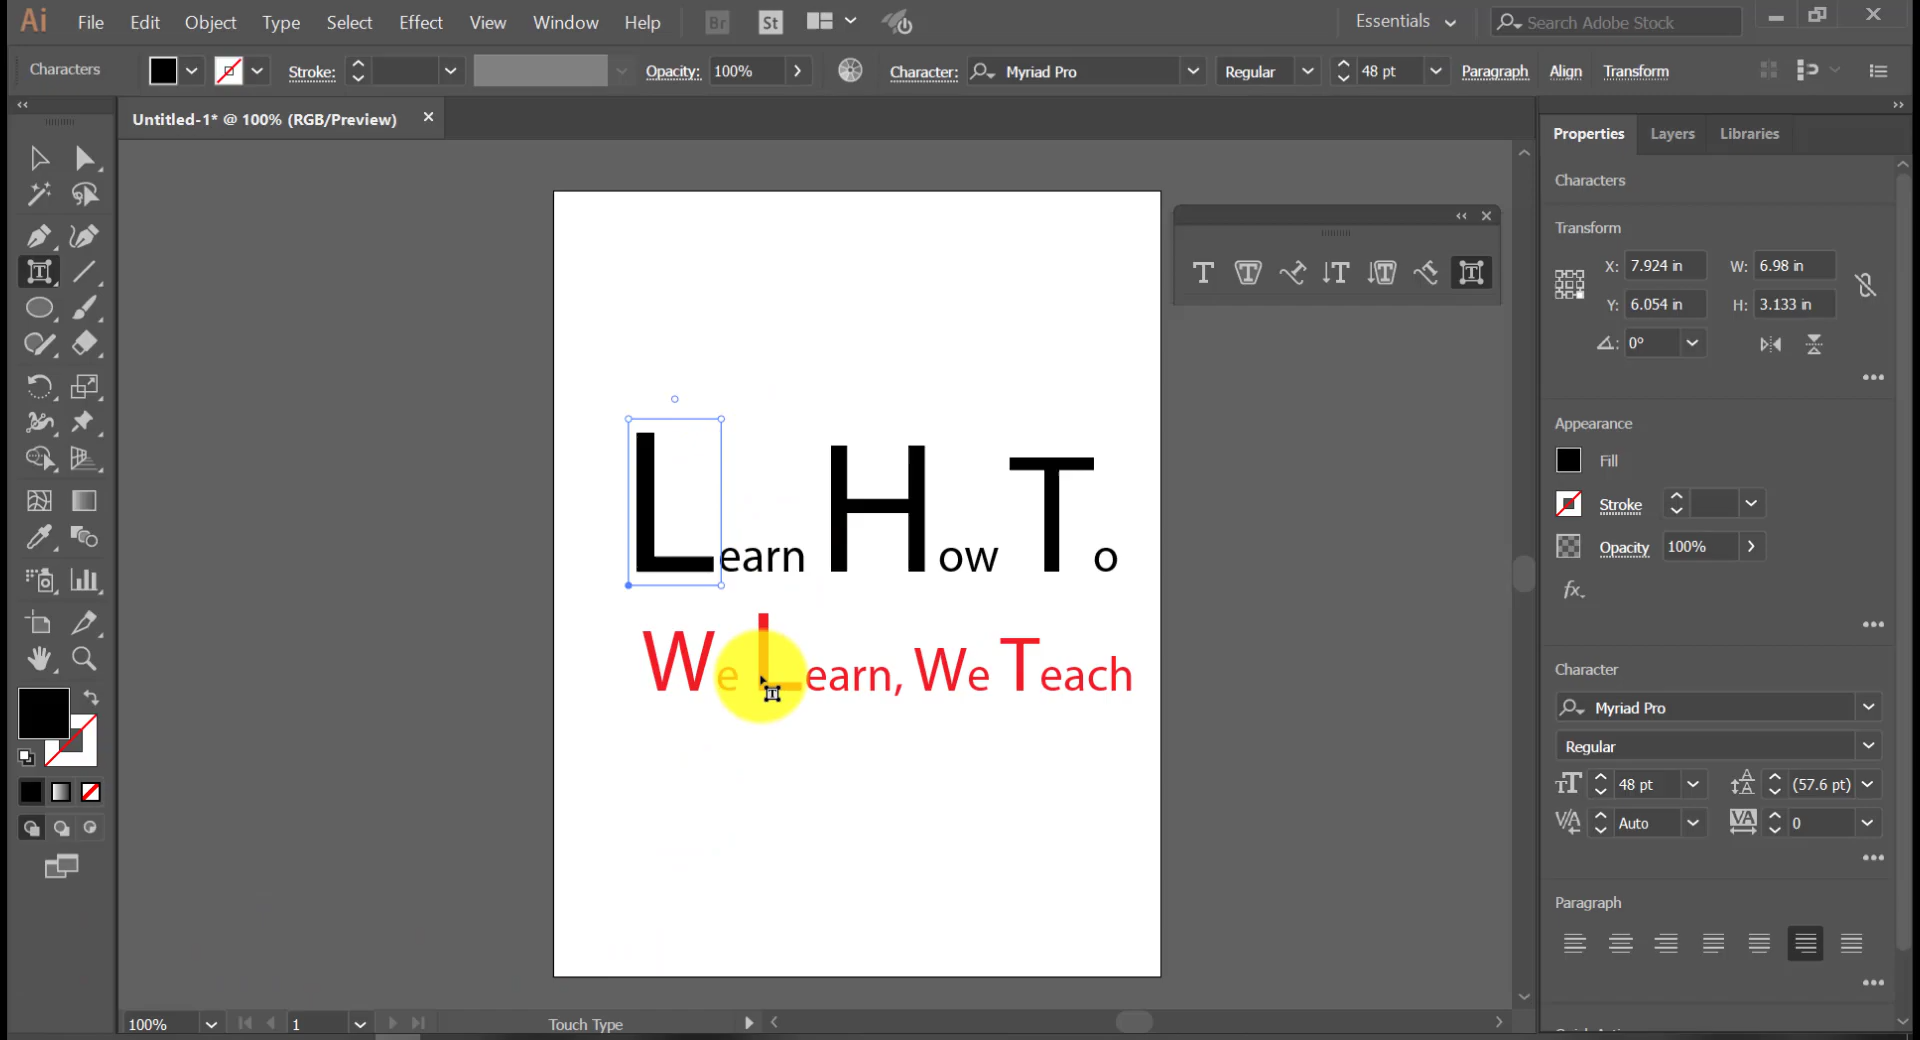 Ai File Edit Object Type Select Effect View Window Help Br St Essentials Search Adobe Stock
Characters Stroke: Opacity: 100% Character: Myriad Pro Regular 48 pt Paragraph Align Transform
Untitled-1* @ 100% (RGB/Preview)
Properties Layers Libraries
Characters
Transform
X: 7.924 in W: 6.98 in
Y: 6.054 in H: 3.133 in
0°
Appearance
Fill
Stroke
Opacity 100%
fx.
Learn How To
We Learn, We Teach
Character
Myriad Pro
Regular
48 pt (57.6 pt)
Auto 0
Paragraph
100% 1 Touch Type